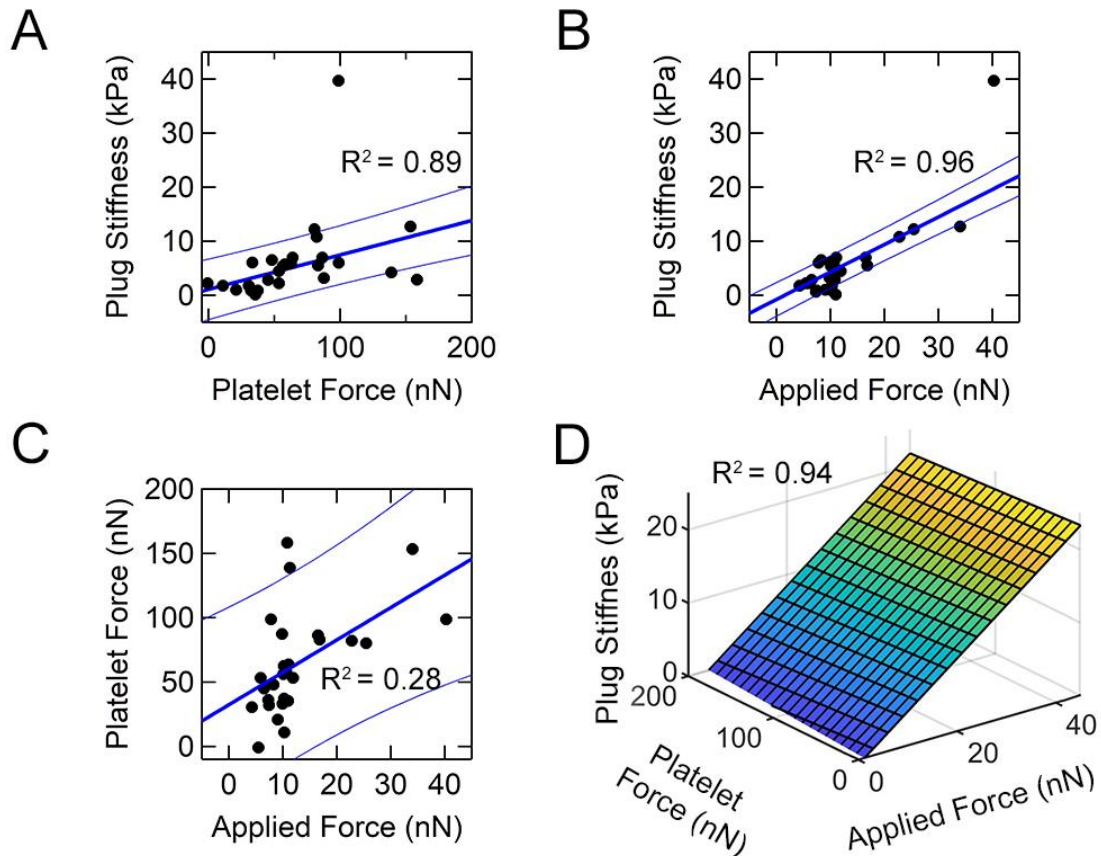 A
Plug Stiffness (kPa)
40
30
20
10
0
R² = 0.89
0
100
200
Platelet Force (nN)
B
Plug Stiffness (kPa)
40
30
20
10
0
R² = 0.96
0
10
20
30
40
Applied Force (nN)
C
Platelet Force (nN)
200
150
100
50
0
R² = 0.28
0
10
20
30
40
Applied Force (nN)
D
R² = 0.94
Plug Stiffnes (kPa)
20
10
0
200
100
0
Platelet
Force (nN)
0
20
40
Applied Force (nN)